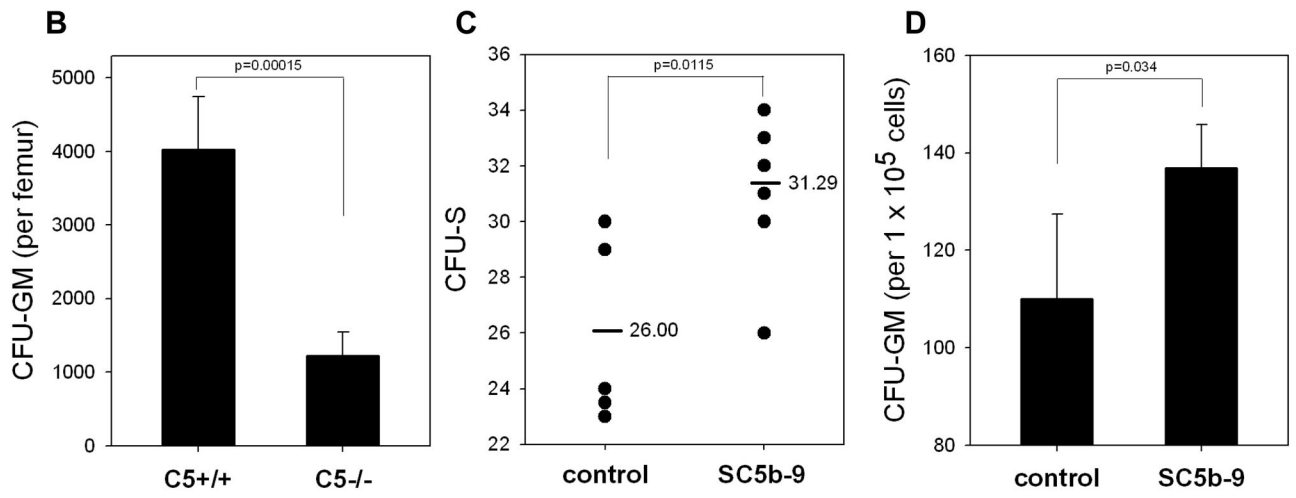 B
CFU-GM (per femur)
5000
4000
3000
2000
1000
0
p=0.00015
C5+/+ C5-/-
C
CFU-S
36
34
32
30
28
26
24
22
p=0.0115
26.00
31.29
control SC5b-9
D
CFU-GM (per 1 x 10⁵ cells)
160
140
120
100
80
p=0.034
control SC5b-9